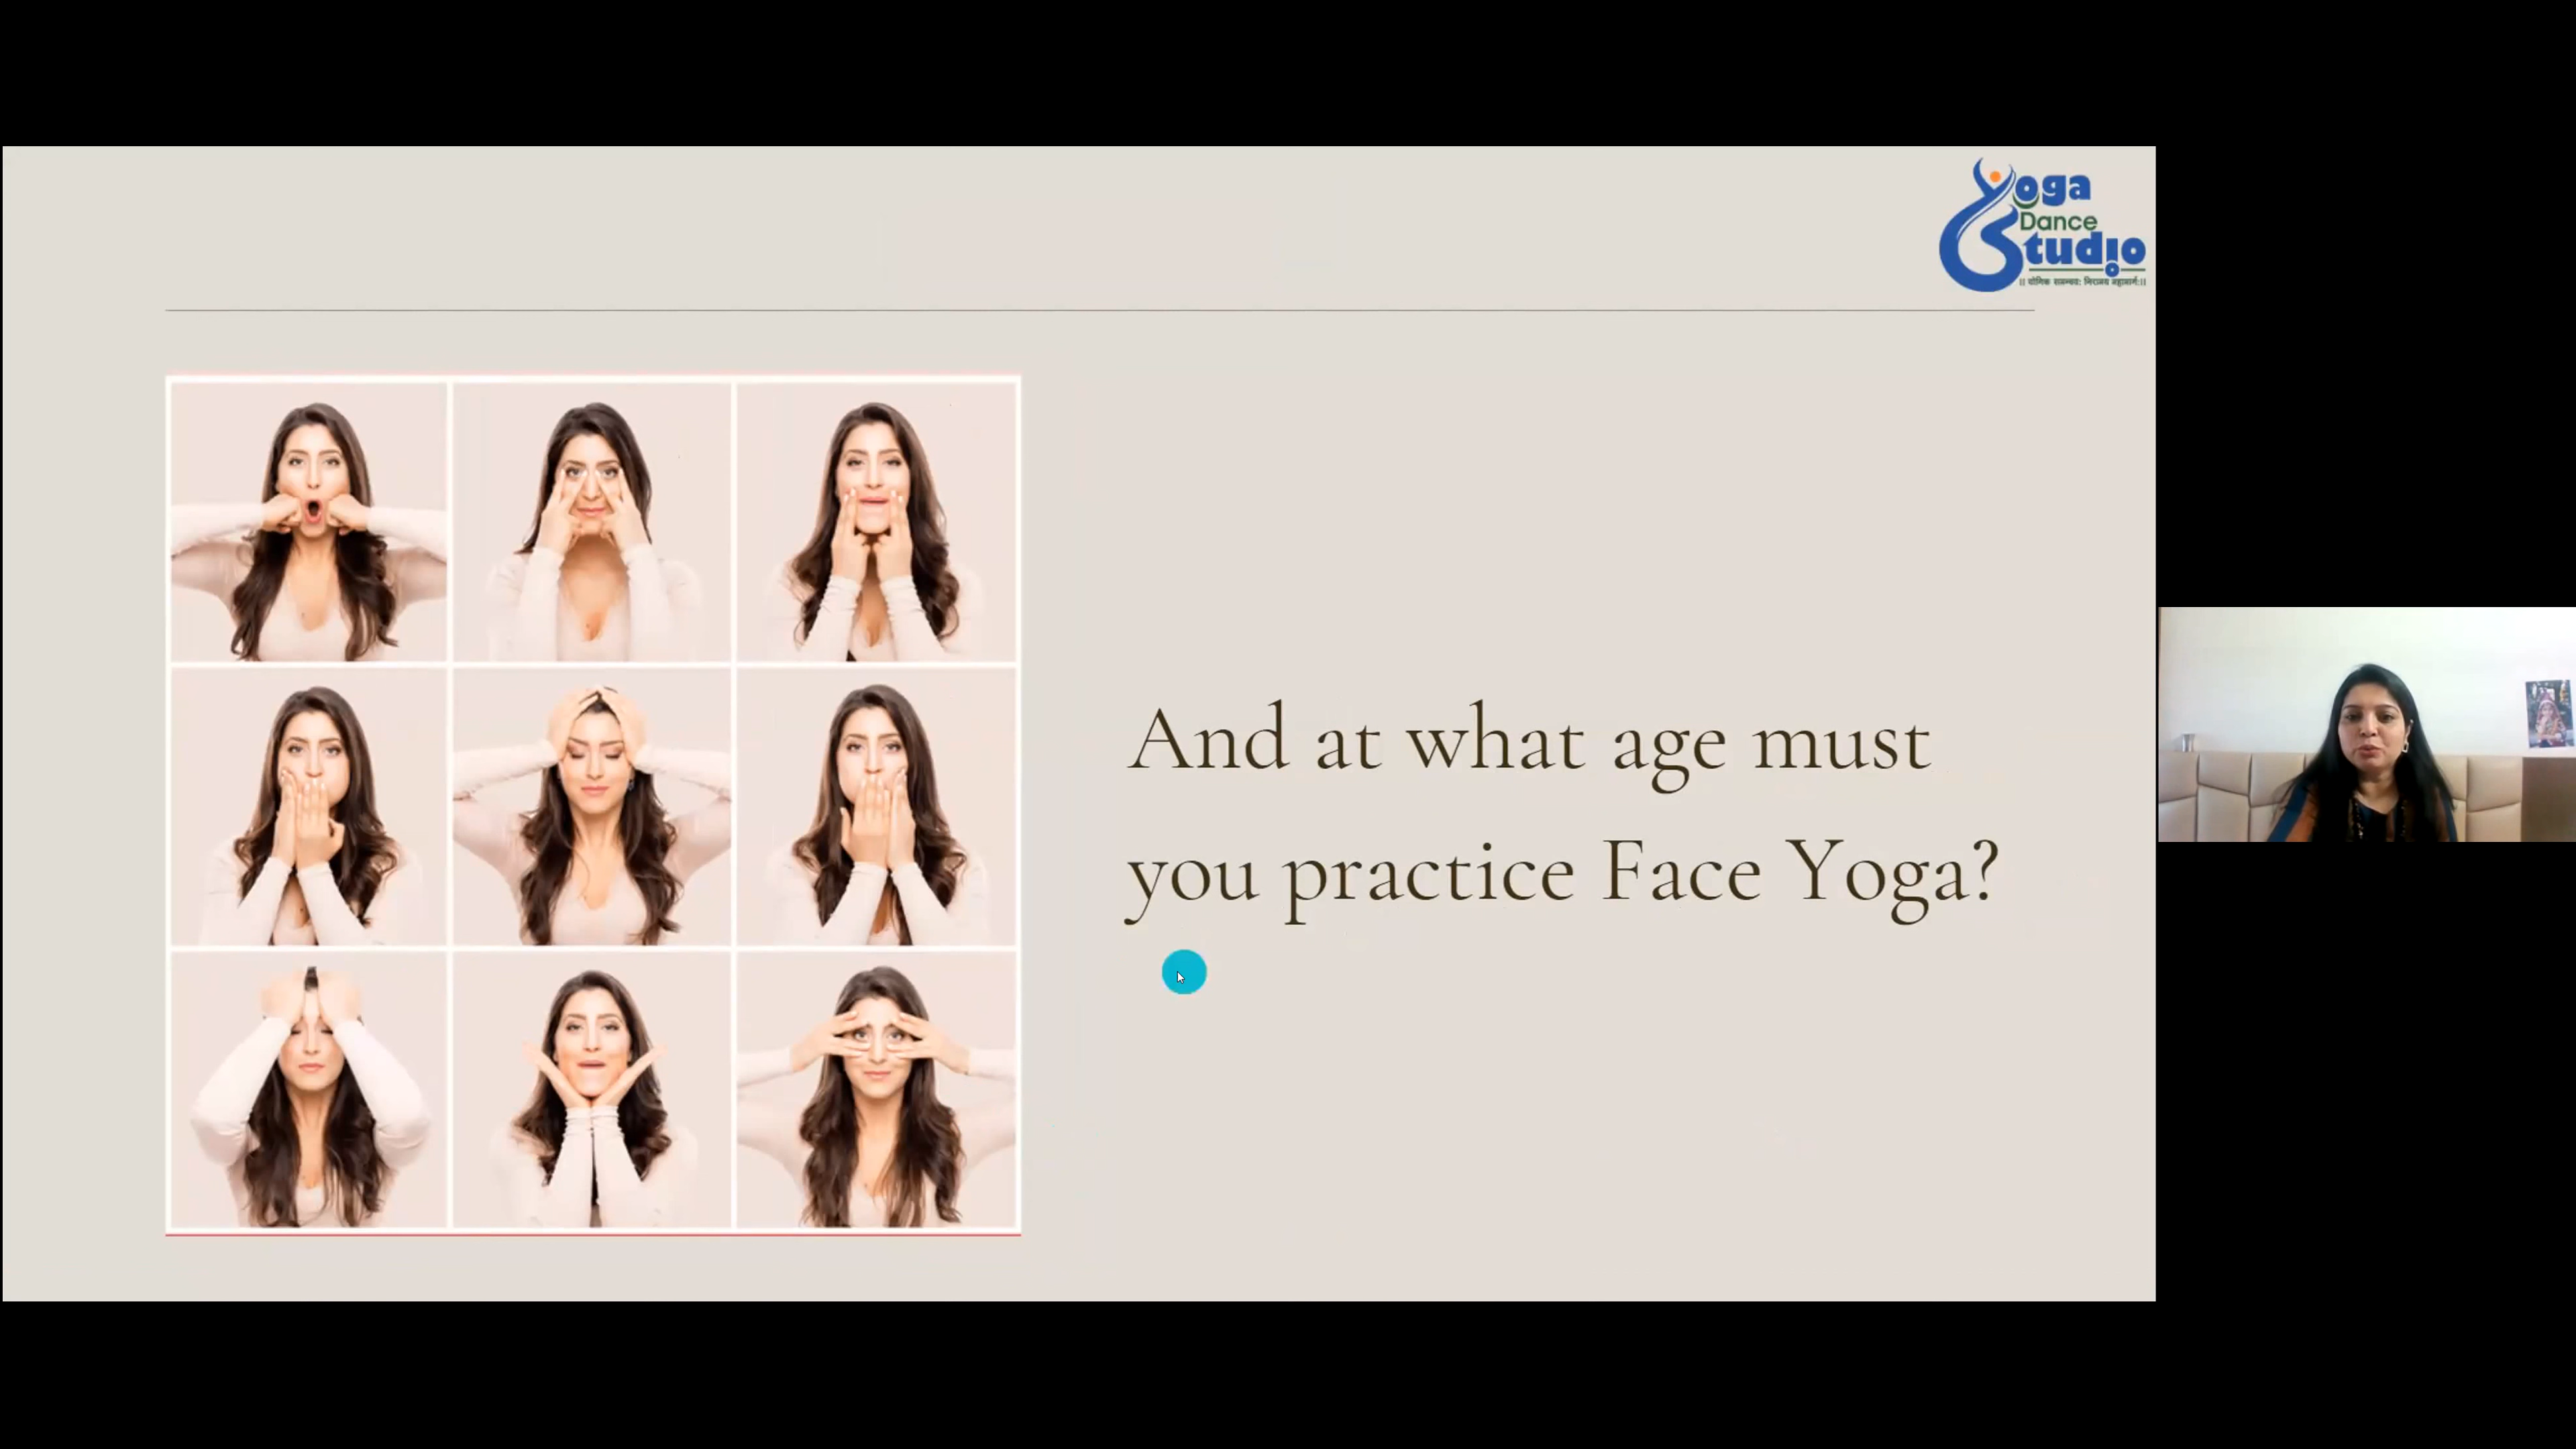 Yoga
Dance
Studio
And at what age must
you practice Face Yoga?